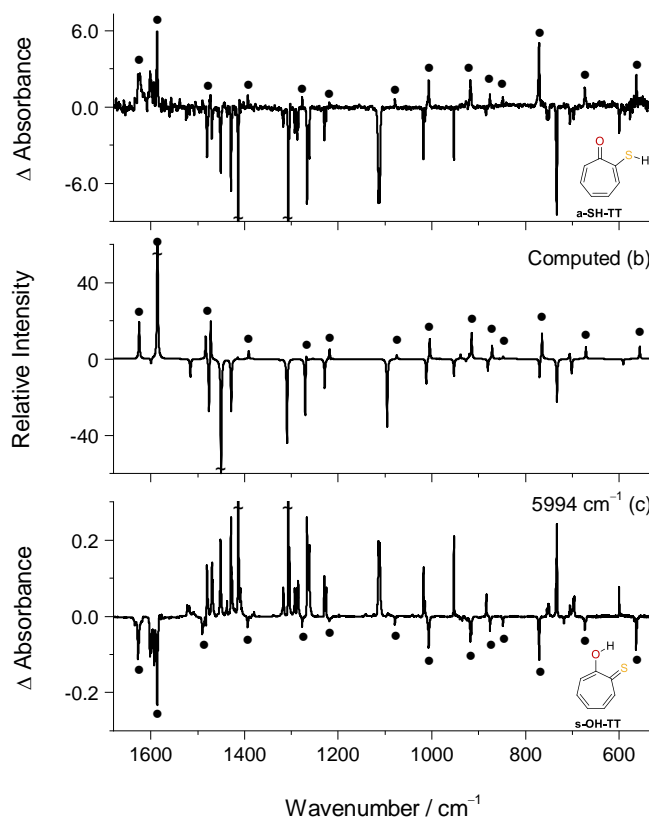 6.0
0.0
-6.0
Δ Absorbance
O
S
H
a-SH-TT
Computed (b)
40
0
-40
Relative Intensity
5994 cm⁻¹ (c)
0.2
0.0
-0.2
Δ Absorbance
H
O
S
s-OH-TT
1600 1400 1200 1000 800 600
Wavenumber / cm⁻¹